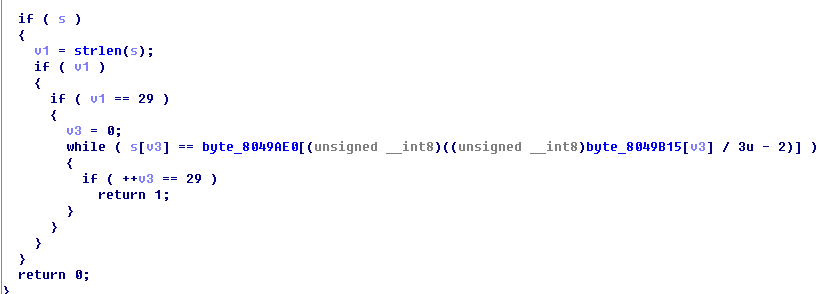 if ( s )
{
v1 = strlen(s);
if ( v1 )
{
if ( v1 == 29 )
{
v3 = 0;
while ( s[v3] == byte_8049AE0[(unsigned __int8)((unsigned __int8)byte_8049B15[v3] / 3u - 2)] )
{
if ( ++v3 == 29 )
return 1;
}
}
}
}
return 0;
}